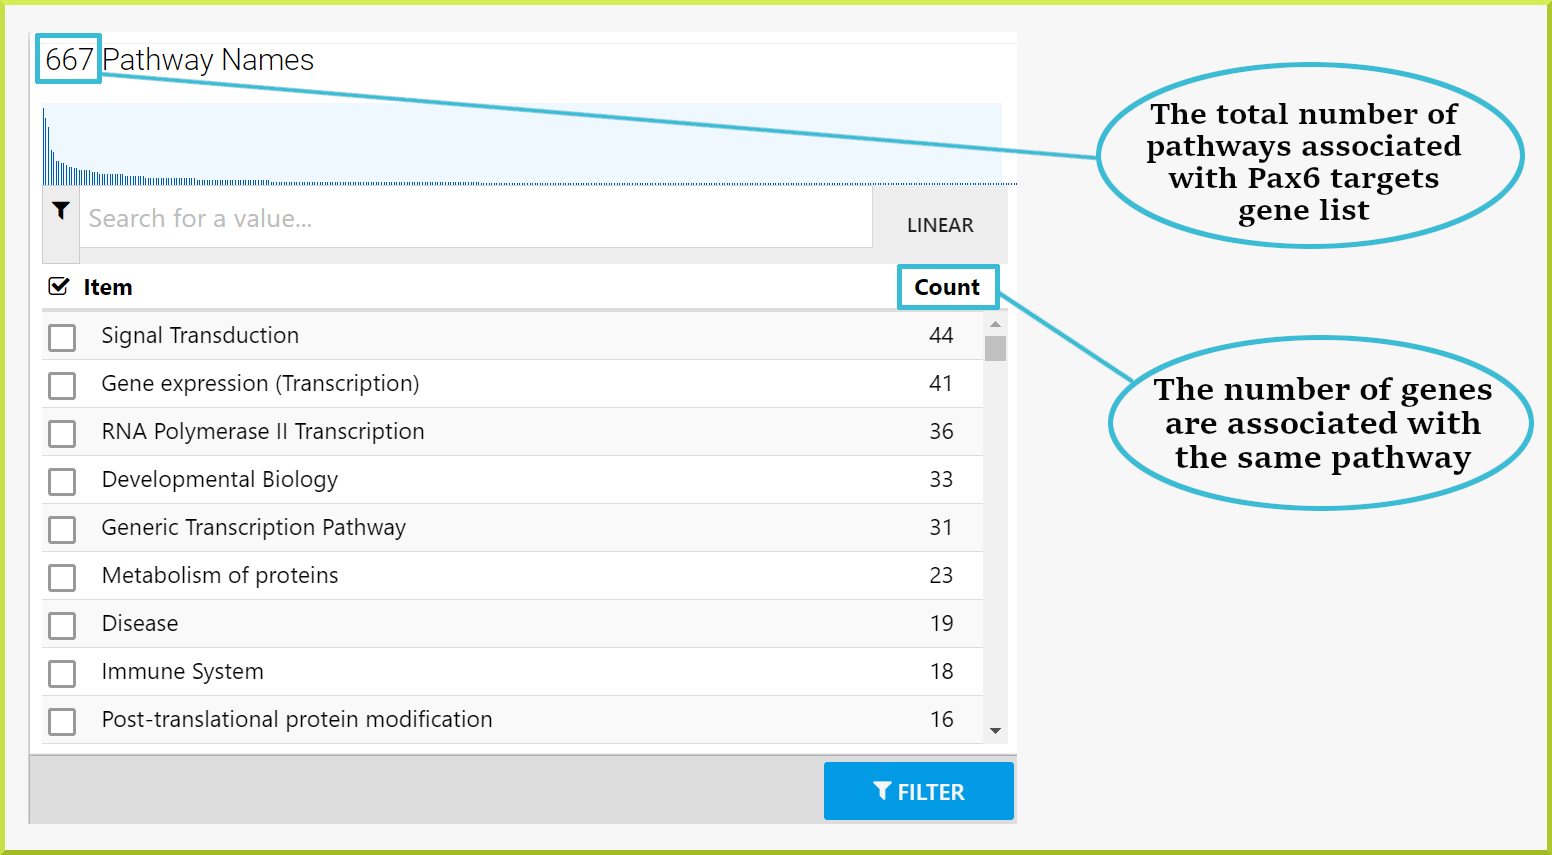 667 Pathway Names
Search for a value...
LINEAR
Item Count
Signal Transduction 44
Gene expression (Transcription) 41
RNA Polymerase II Transcription 36
Developmental Biology 33
Generic Transcription Pathway 31
Metabolism of proteins 23
Disease 19
Immune System 18
Post-translational protein modification 16
FILTER
The total number of
pathways associated
with Pax6 targets
gene list
The number of genes
are associated with
the same pathway